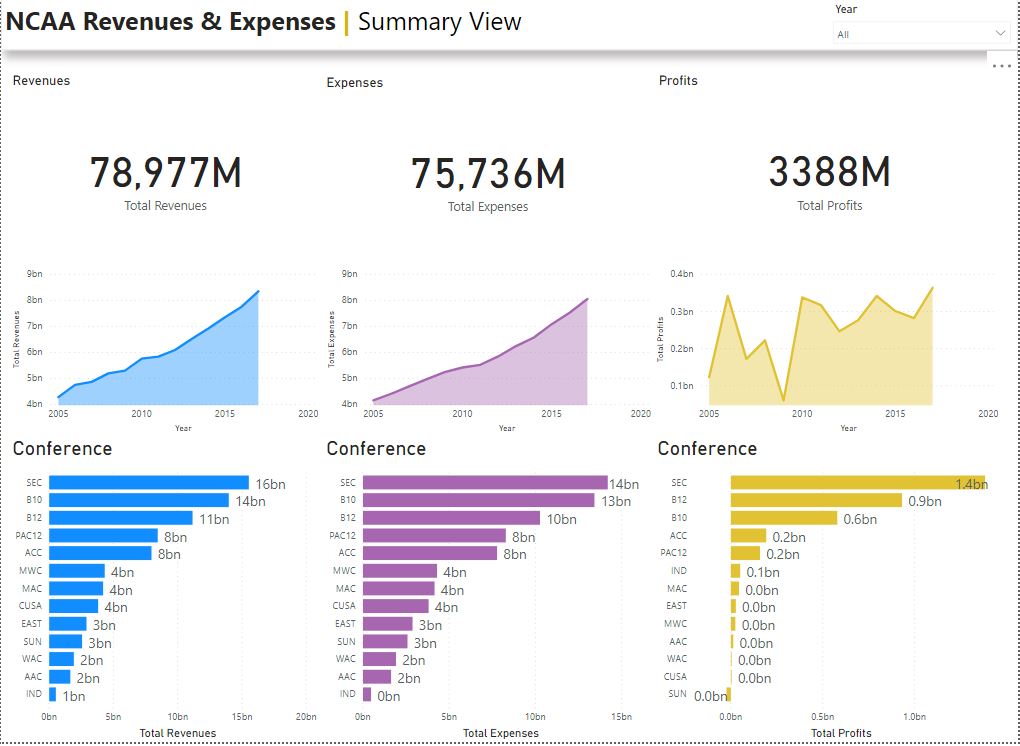 NCAA Revenues & Expenses | Summary View
Year
All
Revenues
78,977M
Total Revenues
Expenses
75,736M
Total Expenses
Profits
3388M
Total Profits
Total Revenues
9bn
8bn
7bn
6bn
5bn
4bn
2005 2010 2015 2020
Year
Total Expenses
9bn
8bn
7bn
6bn
5bn
4bn
2005 2010 2015 2020
Year
Total Profits
0.4bn
0.3bn
0.2bn
0.1bn
2005 2010 2015 2020
Year
Conference
SEC 16bn
B10 14bn
B12 11bn
PAC12 8bn
ACC 8bn
MWC 4bn
MAC 4bn
CUSA 4bn
EAST 3bn
SUN 3bn
WAC 2bn
AAC 2bn
IND 1bn
0bn 5bn 10bn 15bn 20bn
Total Revenues
Conference
SEC 14bn
B10 13bn
B12 10bn
PAC12 8bn
ACC 8bn
MWC 4bn
MAC 4bn
CUSA 4bn
EAST 3bn
SUN 3bn
WAC 2bn
AAC 2bn
IND 0bn
0bn 5bn 10bn 15bn
Total Expenses
Conference
SEC 1.4bn
B12 0.9bn
B10 0.6bn
ACC 0.2bn
PAC12 0.2bn
IND 0.1bn
MAC 0.0bn
EAST 0.0bn
MWC 0.0bn
AAC 0.0bn
WAC 0.0bn
CUSA 0.0bn
SUN 0.0bn
0.0bn 0.5bn 1.0bn
Total Profits